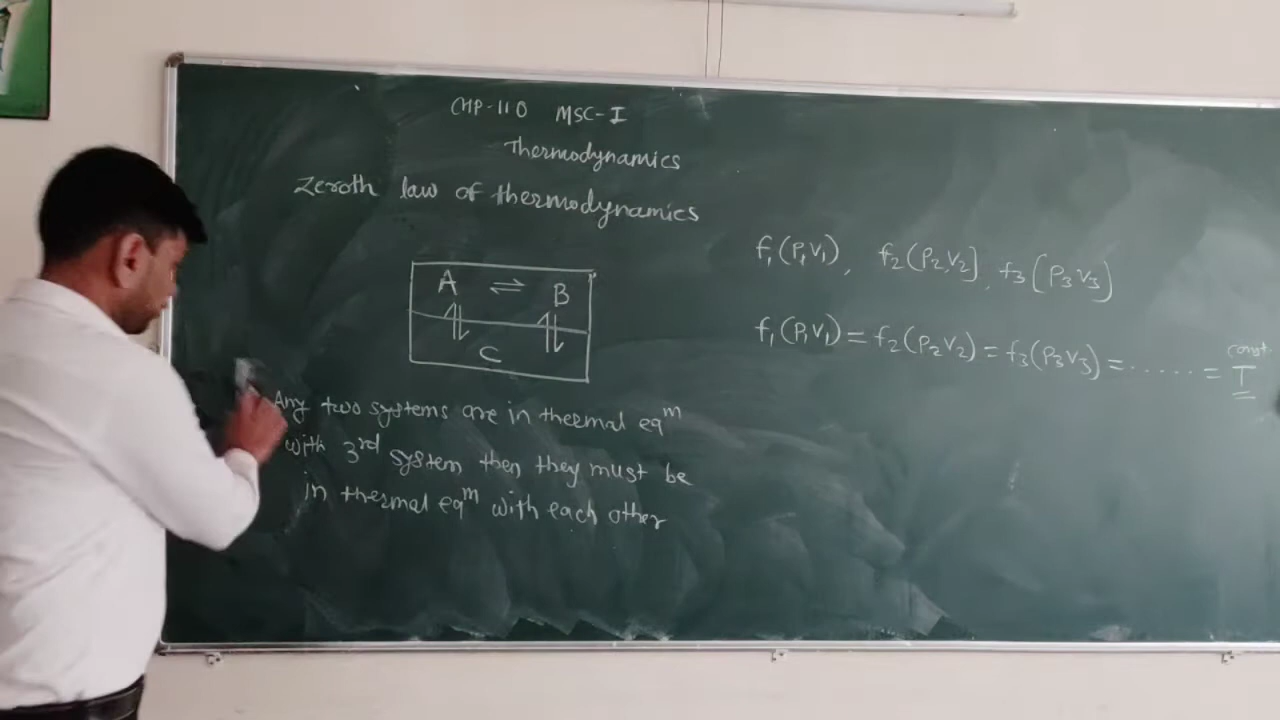 CHP-110 MSC-I
Thermodynamics
Zeroth law of thermodynamics
A ⇌ B
C
Any two systems are in thermal eqᵐ
with 3ʳᵈ system then they must be
in thermal eqᵐ with each other
f₁(P₁V₁), f₂(P₂V₂], f₃[P₃V₃)
const
f₁(P₁V₁) = f₂(P₂V₂) = f₃(P₃V₃) = ...... = T